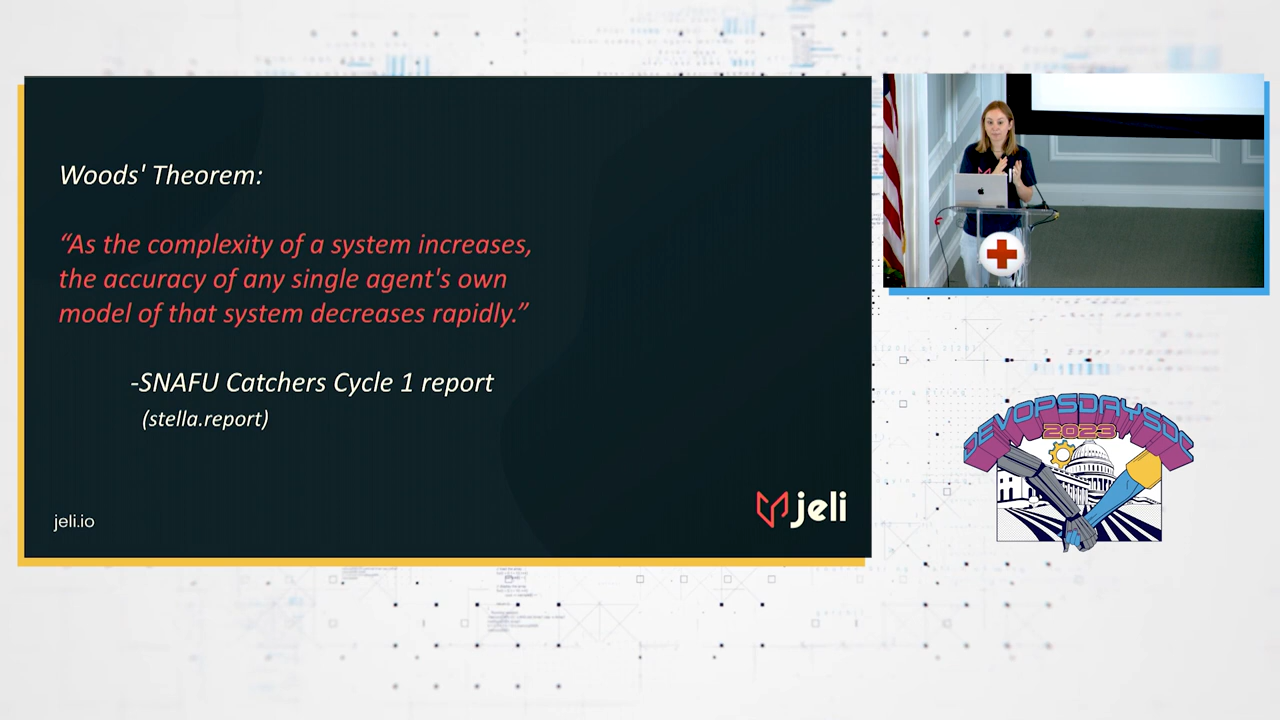 Woods' Theorem:
“As the complexity of a system increases,
the accuracy of any single agent's own
model of that system decreases rapidly.”
-SNAFU Catchers Cycle 1 report
(stella.report)
jeli.io
jeli
DEVOPSDAYSDC
2023